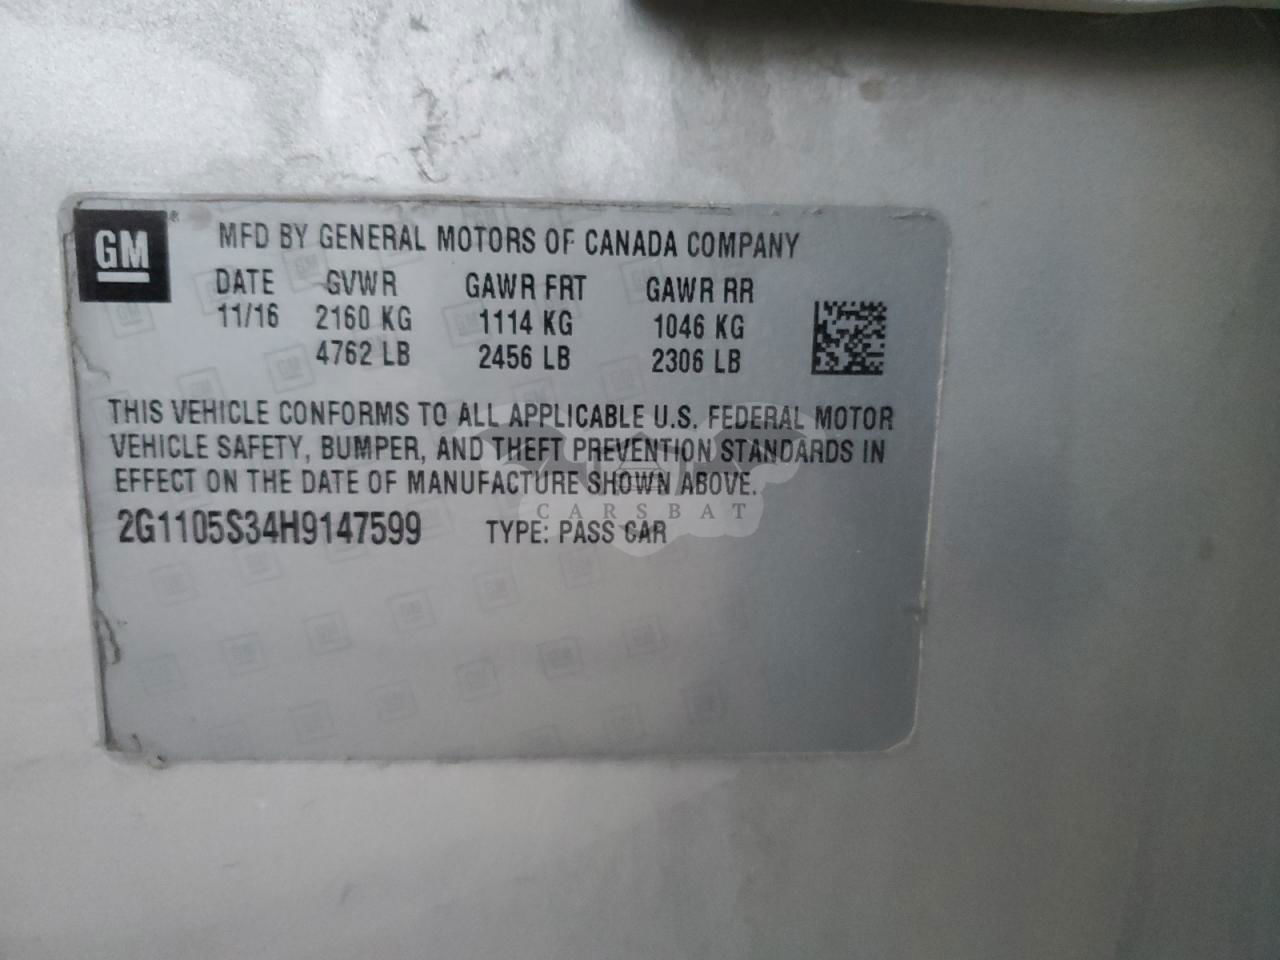 GM ®
MFD BY GENERAL MOTORS OF CANADA COMPANY
DATE GVWR GAWR FRT GAWR RR
11/16 2160 KG 1114 KG 1046 KG
4762 LB 2456 LB 2306 LB
THIS VEHICLE CONFORMS TO ALL APPLICABLE U.S. FEDERAL MOTOR
VEHICLE SAFETY, BUMPER, AND THEFT PREVENTION STANDARDS IN
EFFECT ON THE DATE OF MANUFACTURE SHOWN ABOVE.
CARSBAT
2G1105S34H9147599 TYPE: PASS CAR